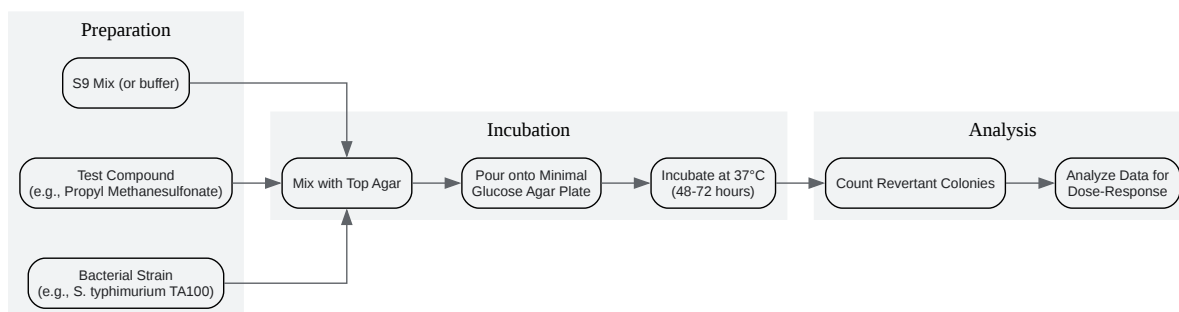 Preparation
S9 Mix (or buffer)
Test Compound
(e.g., Propyl Methanesulfonate)
Bacterial Strain
(e.g., S. typhimurium TA100)
Incubation
Mix with Top Agar
Pour onto Minimal
Glucose Agar Plate
Incubate at 37°C
(48-72 hours)
Analysis
Count Revertant Colonies
Analyze Data for
Dose-Response